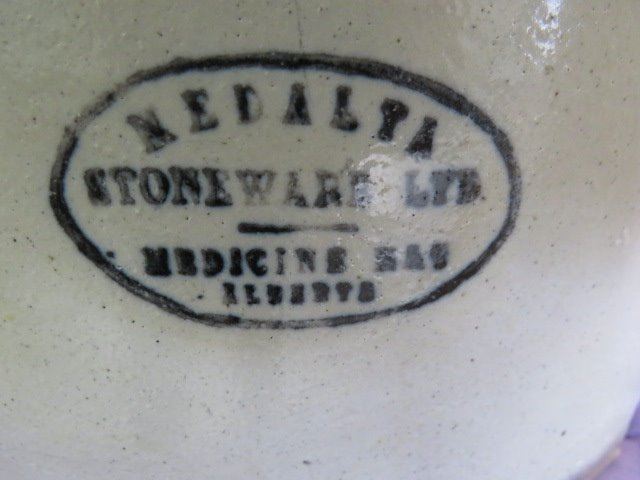 MEDALTA
STONEWARE LTD.
MEDICINE HAT
ALBERTA